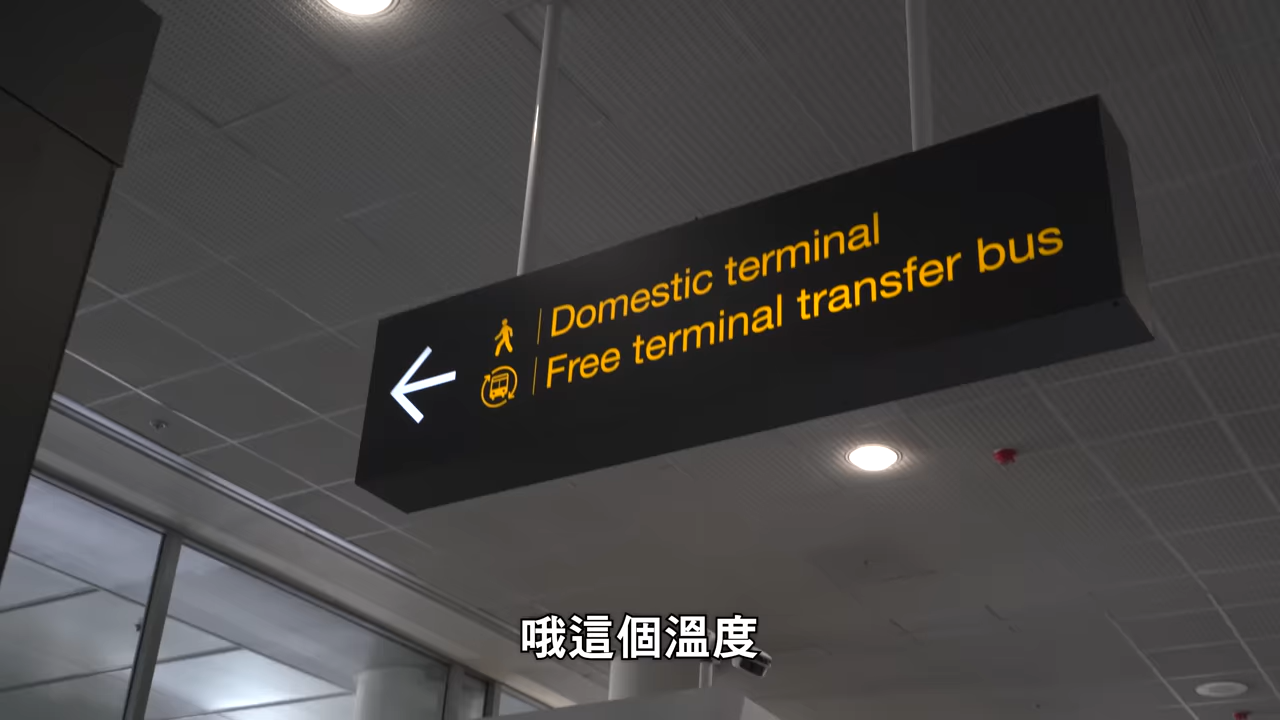 Domestic terminal
Free terminal transfer bus
哦這個溫度